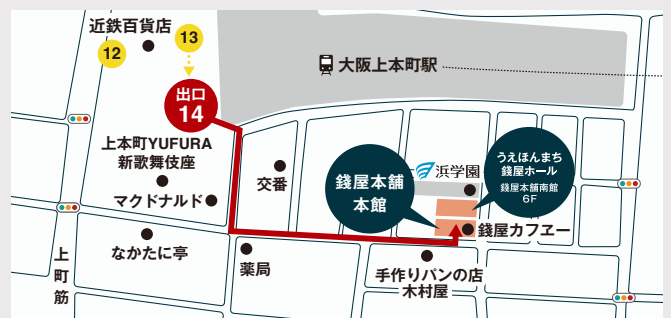 近鉄百貨店
12
13
大阪上本町駅
出口
14
上本町YUFURA
新歌舞伎座
マクドナルド
交番
浜学園
うえほんまち
錢屋ホール
錢屋本舗南館
6F
錢屋本舗
本館
錢屋カフエー
なかたに亭
上町筋
薬局
手作りパンの店
木村屋